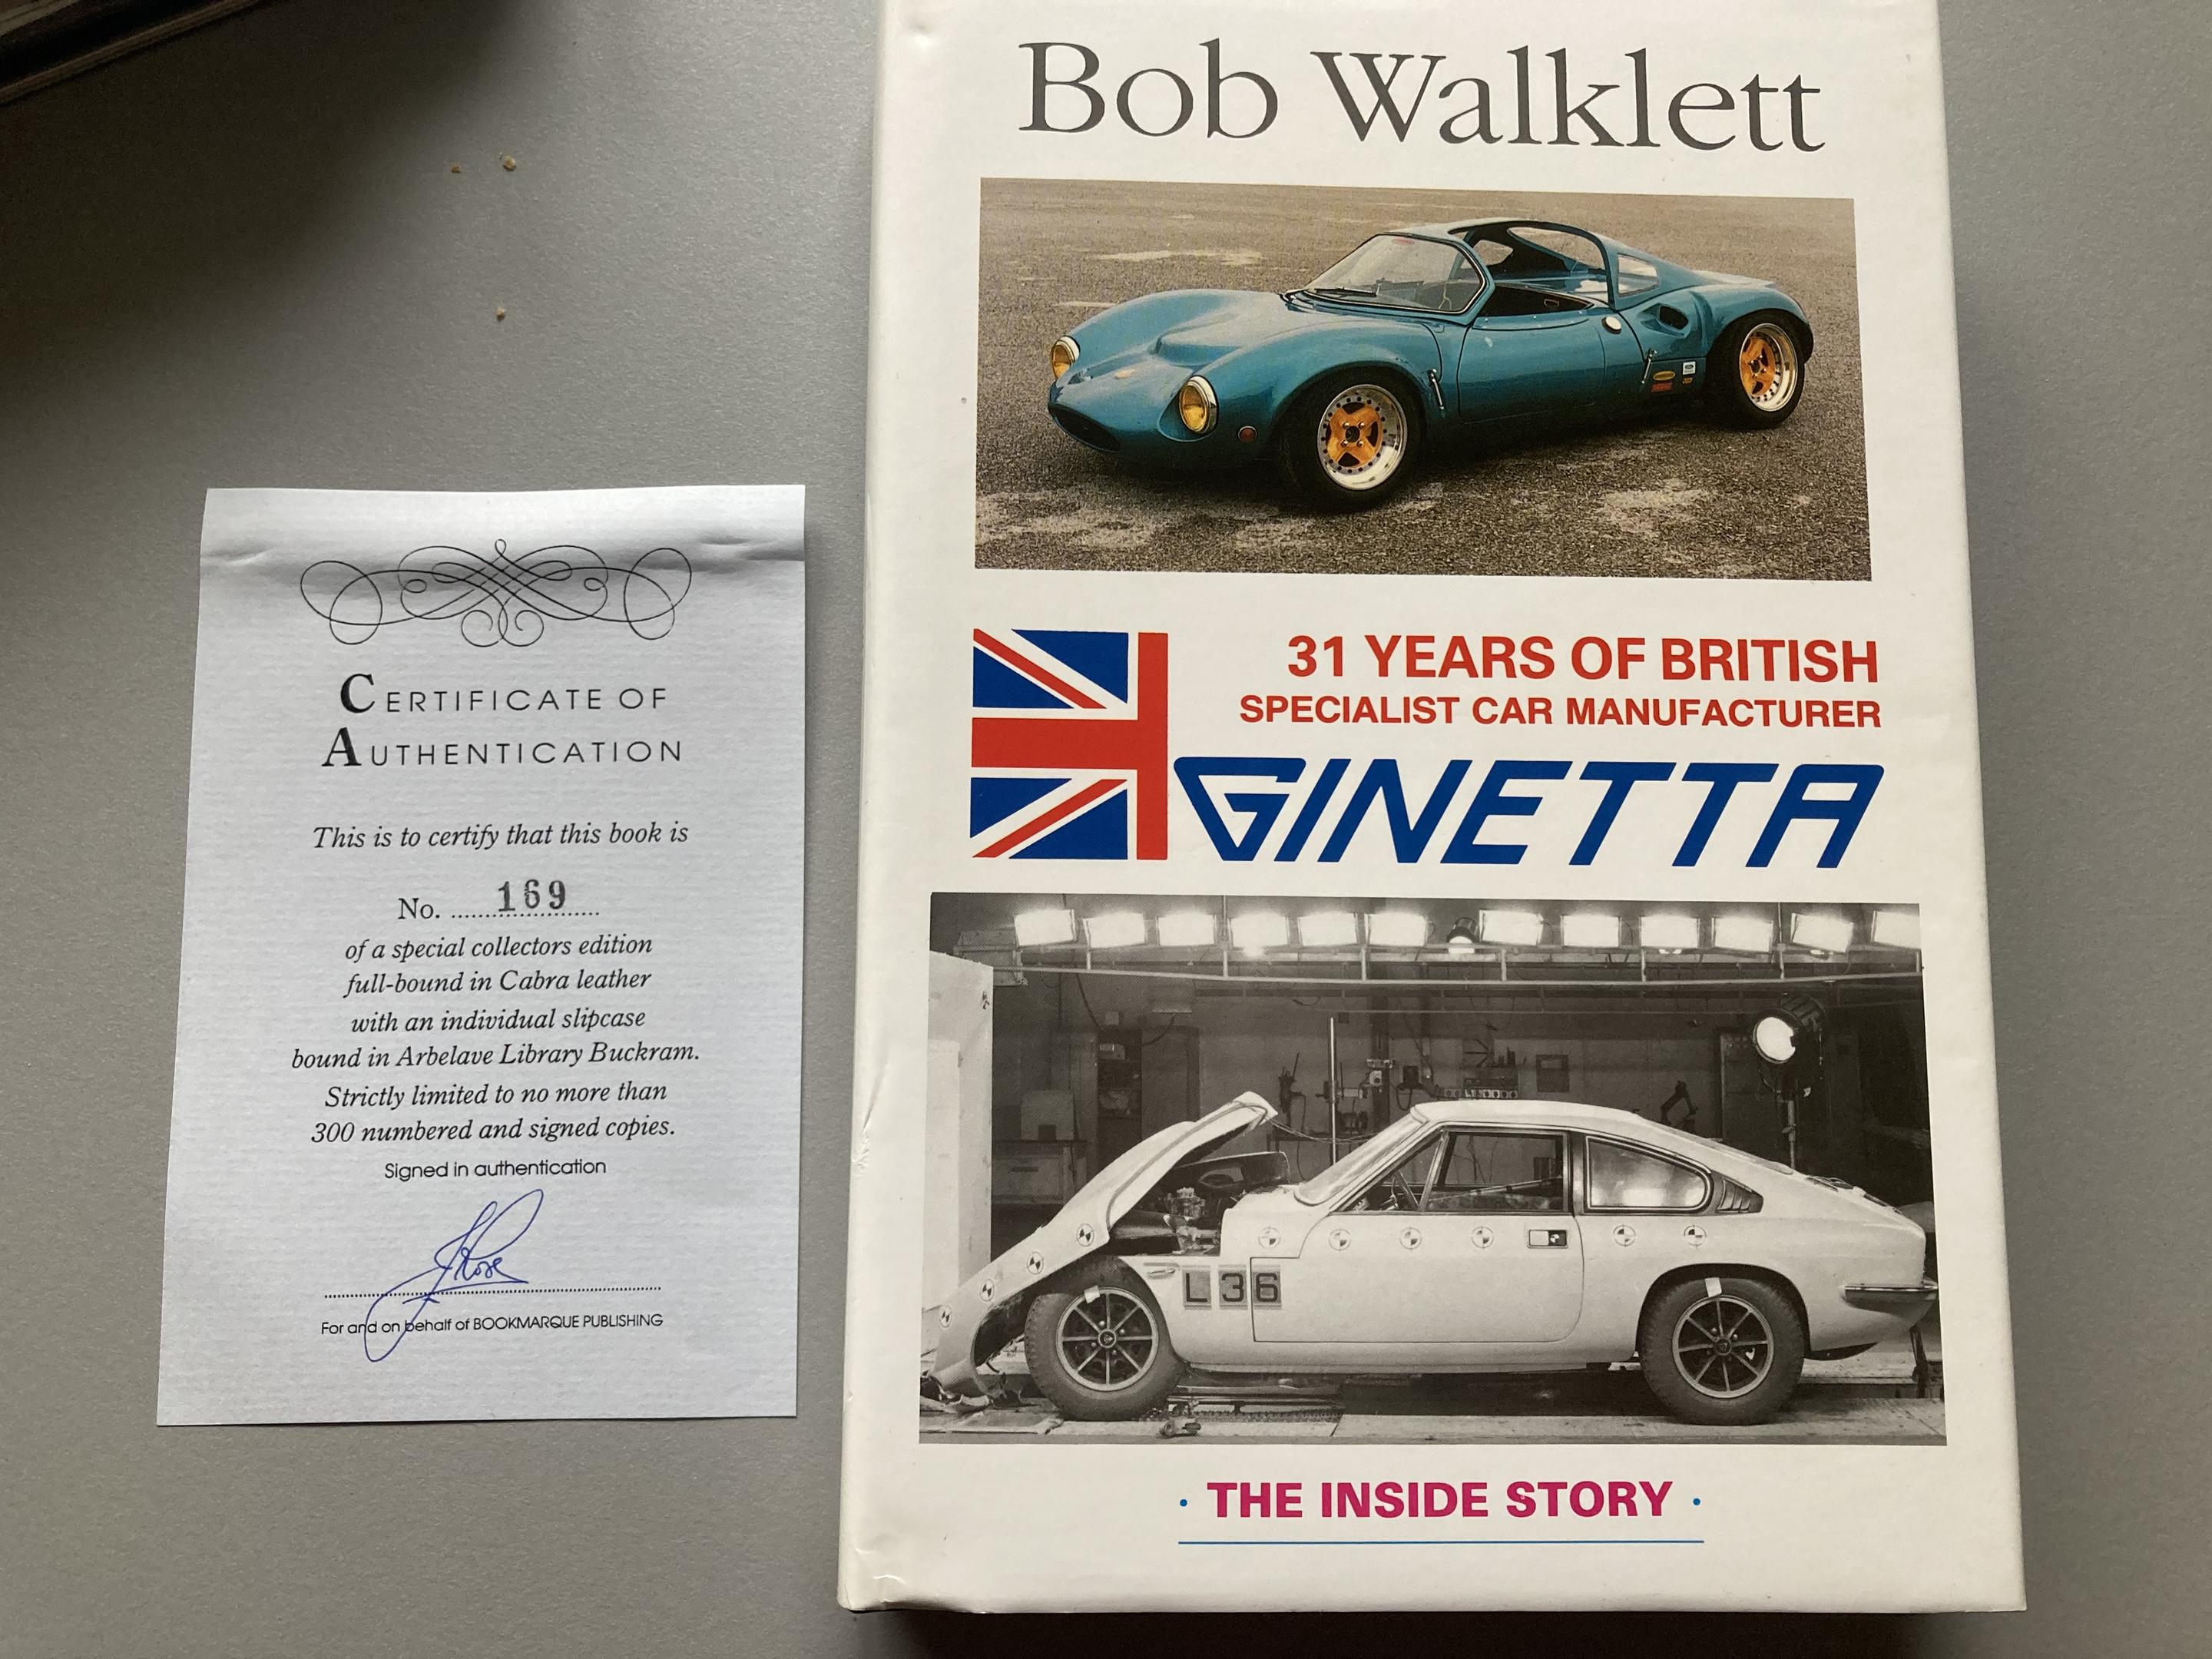 CERTIFICATE OF
AUTHENTICATION
This is to certify that this book is
No. 169
of a special collectors edition
full-bound in Cabra leather
with an individual slipcase
bound in Arbelave Library Buckram.
Strictly limited to no more than
300 numbered and signed copies.
Signed in authentication
For and on behalf of BOOKMARQUE PUBLISHING
Bob Walklett
31 YEARS OF BRITISH
SPECIALIST CAR MANUFACTURER
GINETTA
L36
· THE INSIDE STORY ·